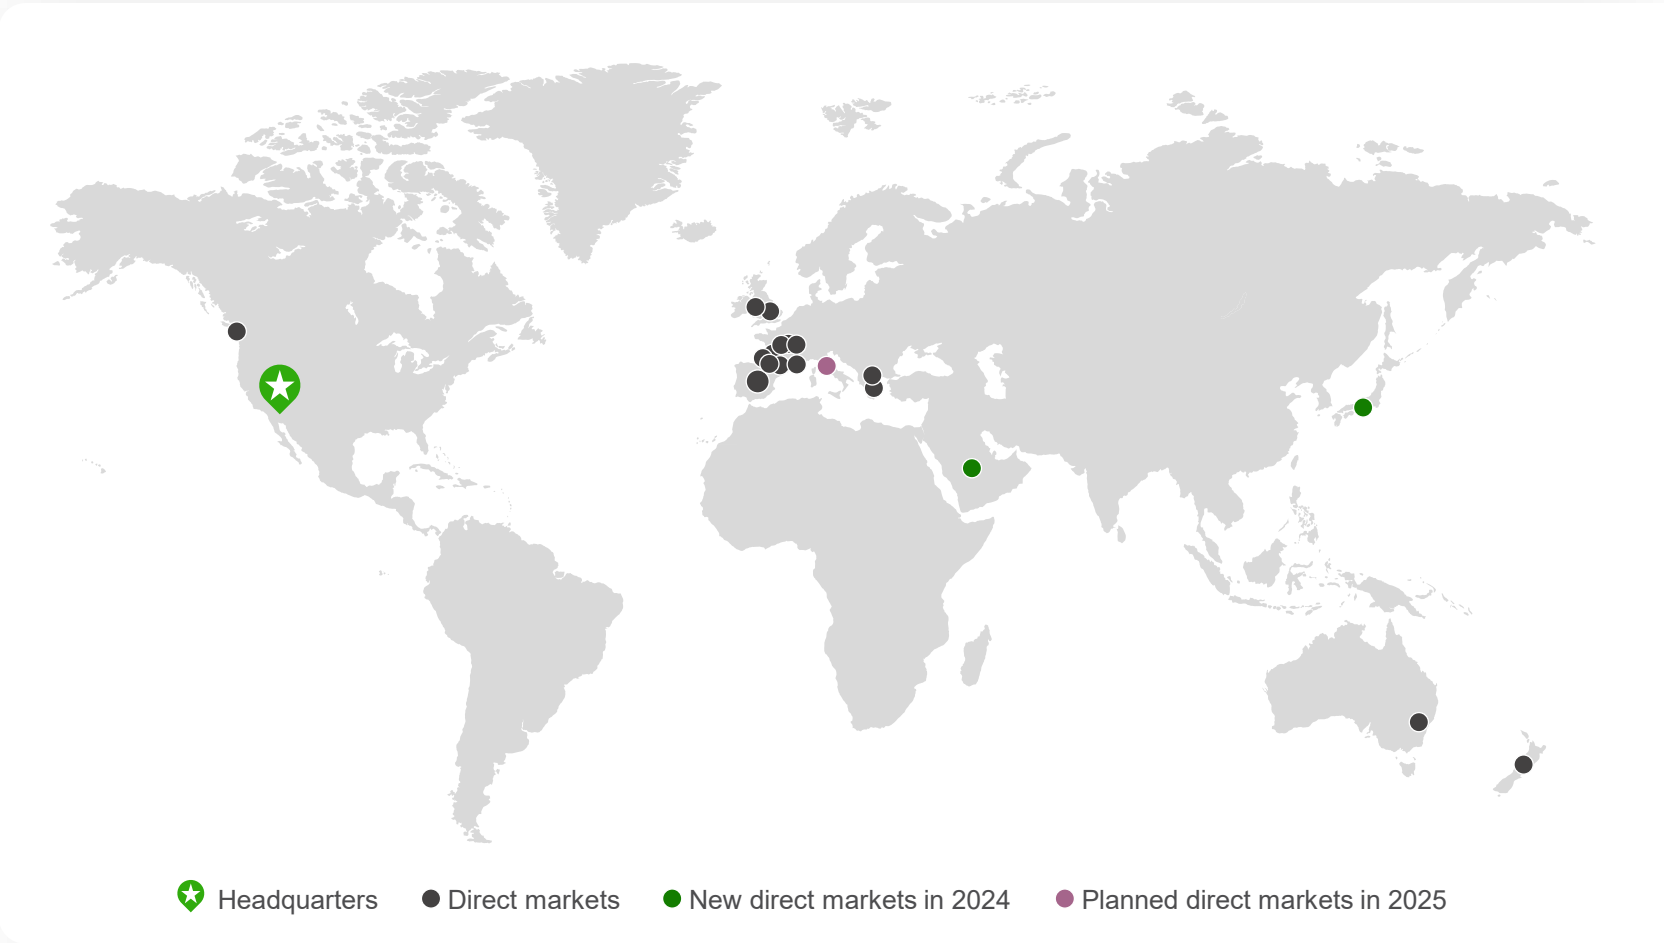 Headquarters
Direct markets
New direct markets in 2024
Planned direct markets in 2025